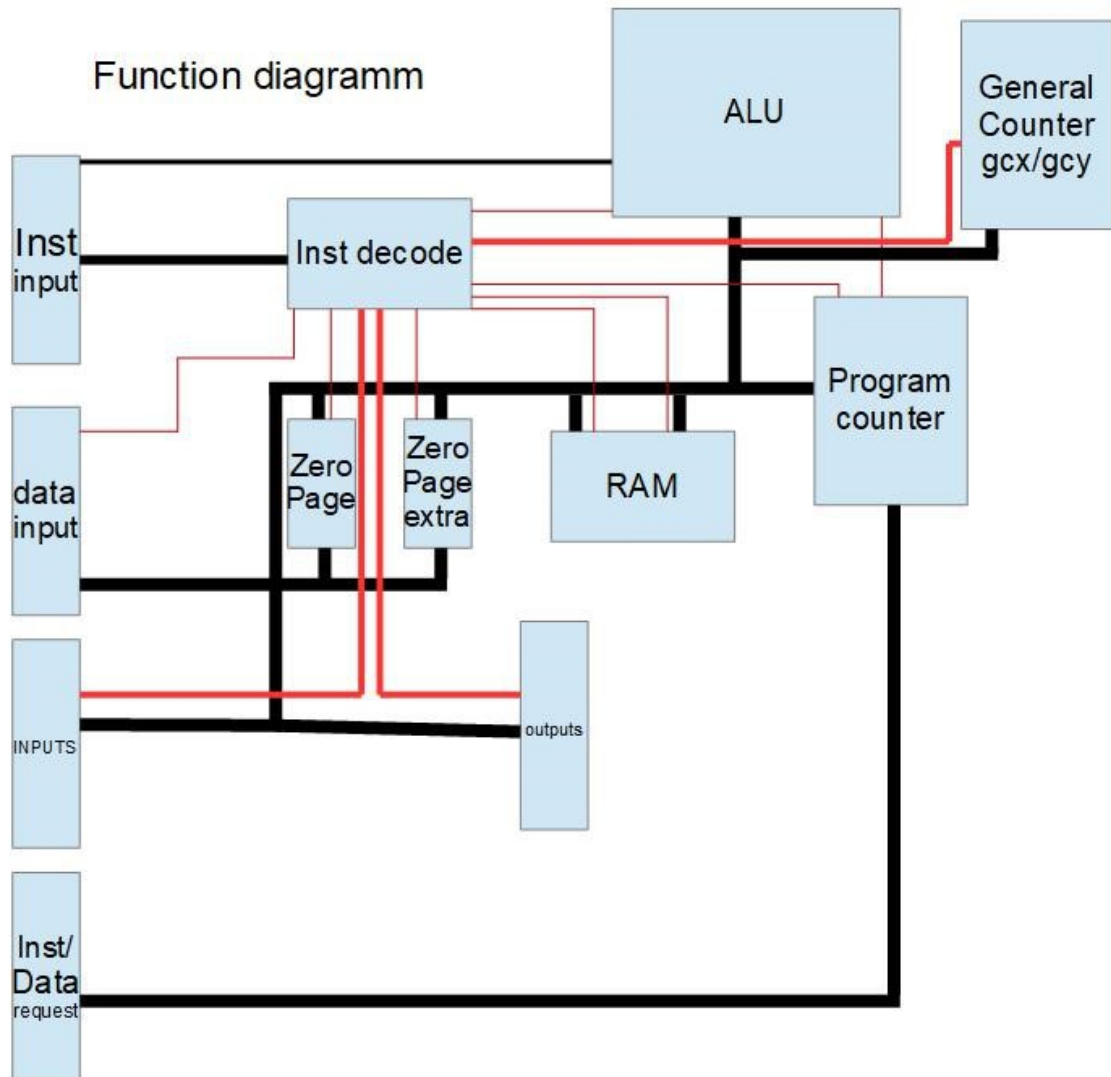 Function diagramm
ALU
General
Counter
gcx/gcy
Inst
input
Inst decode
Program
counter
data
input
Zero
Page
Zero
Page
extra
RAM
INPUTS
outputs
Inst/
Data
request